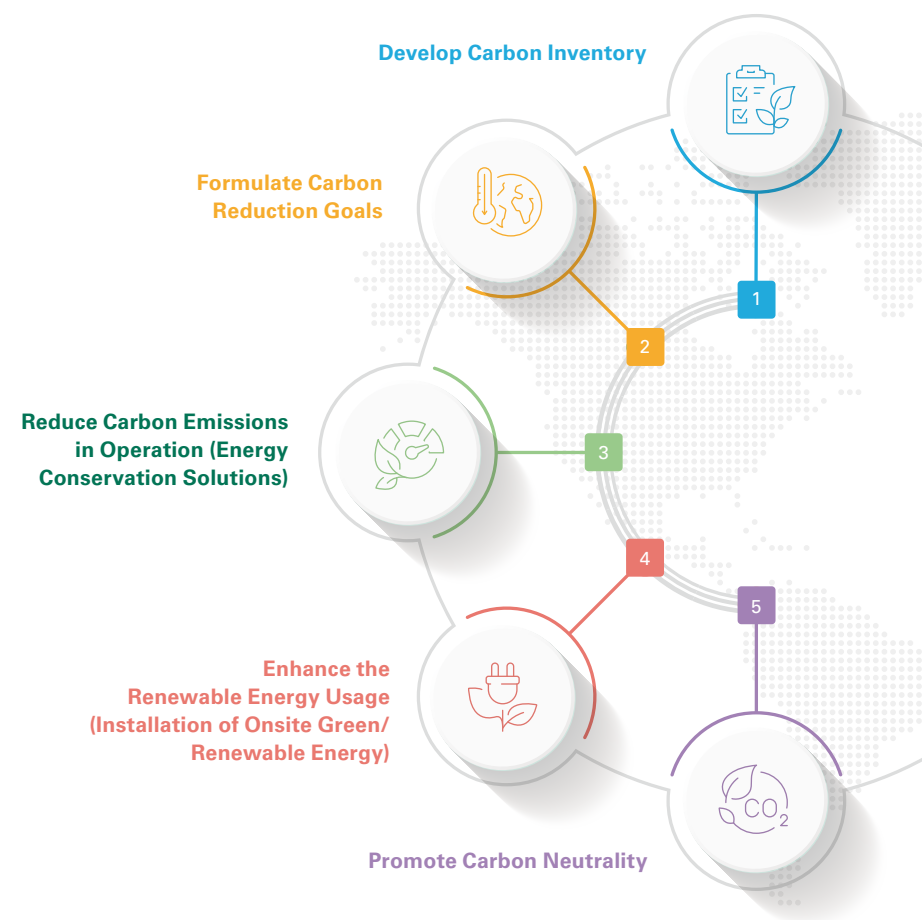 Develop Carbon Inventory
1
Formulate Carbon
Reduction Goals
2
Reduce Carbon Emissions
in Operation (Energy
Conservation Solutions)
3
4
Enhance the
Renewable Energy Usage
(Installation of Onsite Green/
Renewable Energy)
5
CO₂
Promote Carbon Neutrality